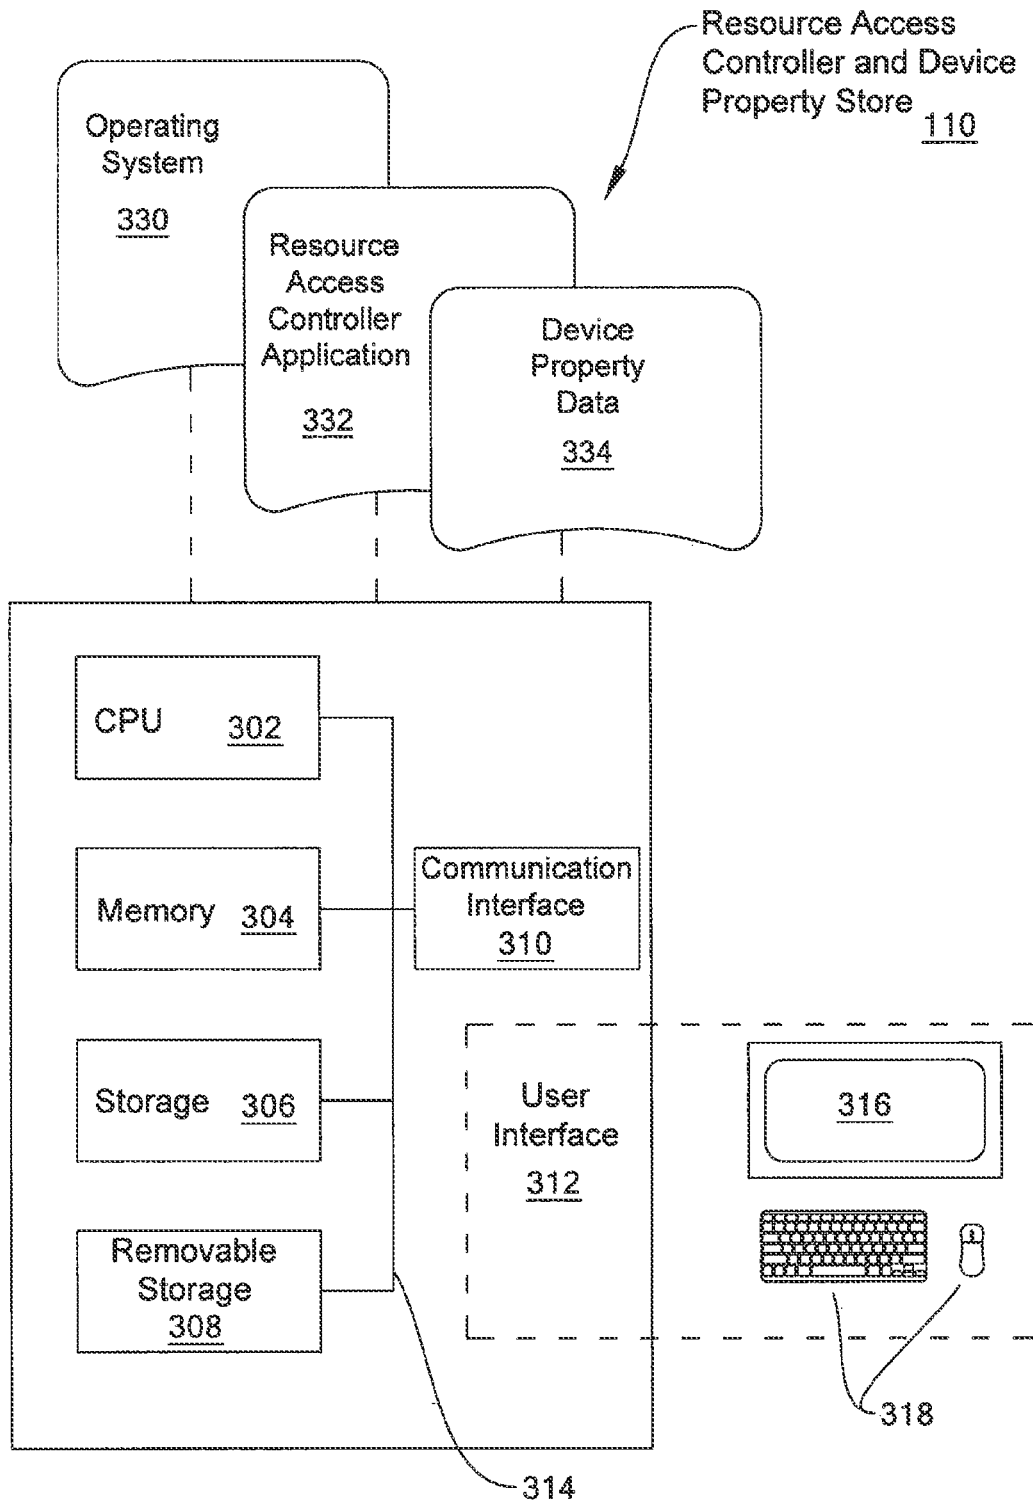 Resource Access
Controller and Device
Property Store 110
Operating
System
330
Resource
Access
Controller
Application
332
Device
Property
Data
334
CPU 302
Memory 304
Communication
Interface
310
Storage 306
User
Interface
312
316
Removable
Storage
308
318
314